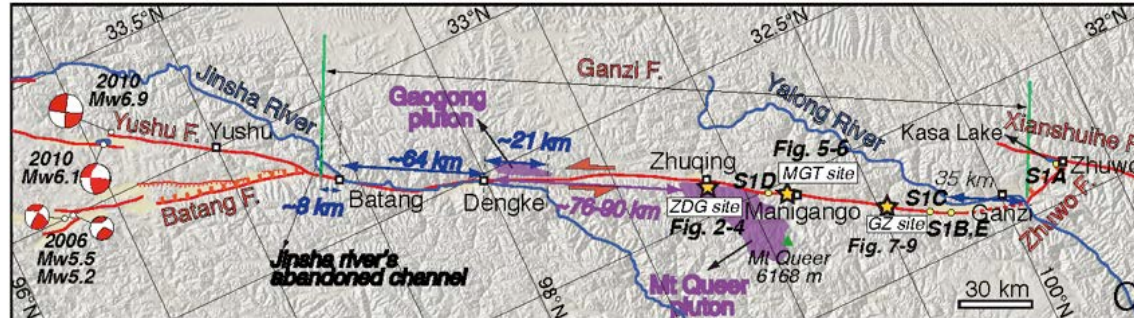 33.5°N
33°N
32.5°N
32°N
2010
Mw6.9
Jinsha River
Ganzi F.
Yalong River
Gaogong
pluton
Kasa Lake
Xianshuihe F.
Yushu F.
Yushu
~21 km
Fig. 5-6
Zhuwo
2010
Mw6.1
~64 km
Zhuqing
MGT site
35 km
S1A
S1D
S1C
Batang F.
~8 km
Batang
Dengke
~76-90 km
ZDG site
Manigango
GZ site
Ganzi
Zhuwo F.
2006
Mw5.5
Mw5.2
Fig. 2-4
Fig. 7-9
S1B,E
Jinsha river's
abandoned channel
Mt Queer
6168 m
Mt Queer
pluton
30 km
96°N
98°N
100°N